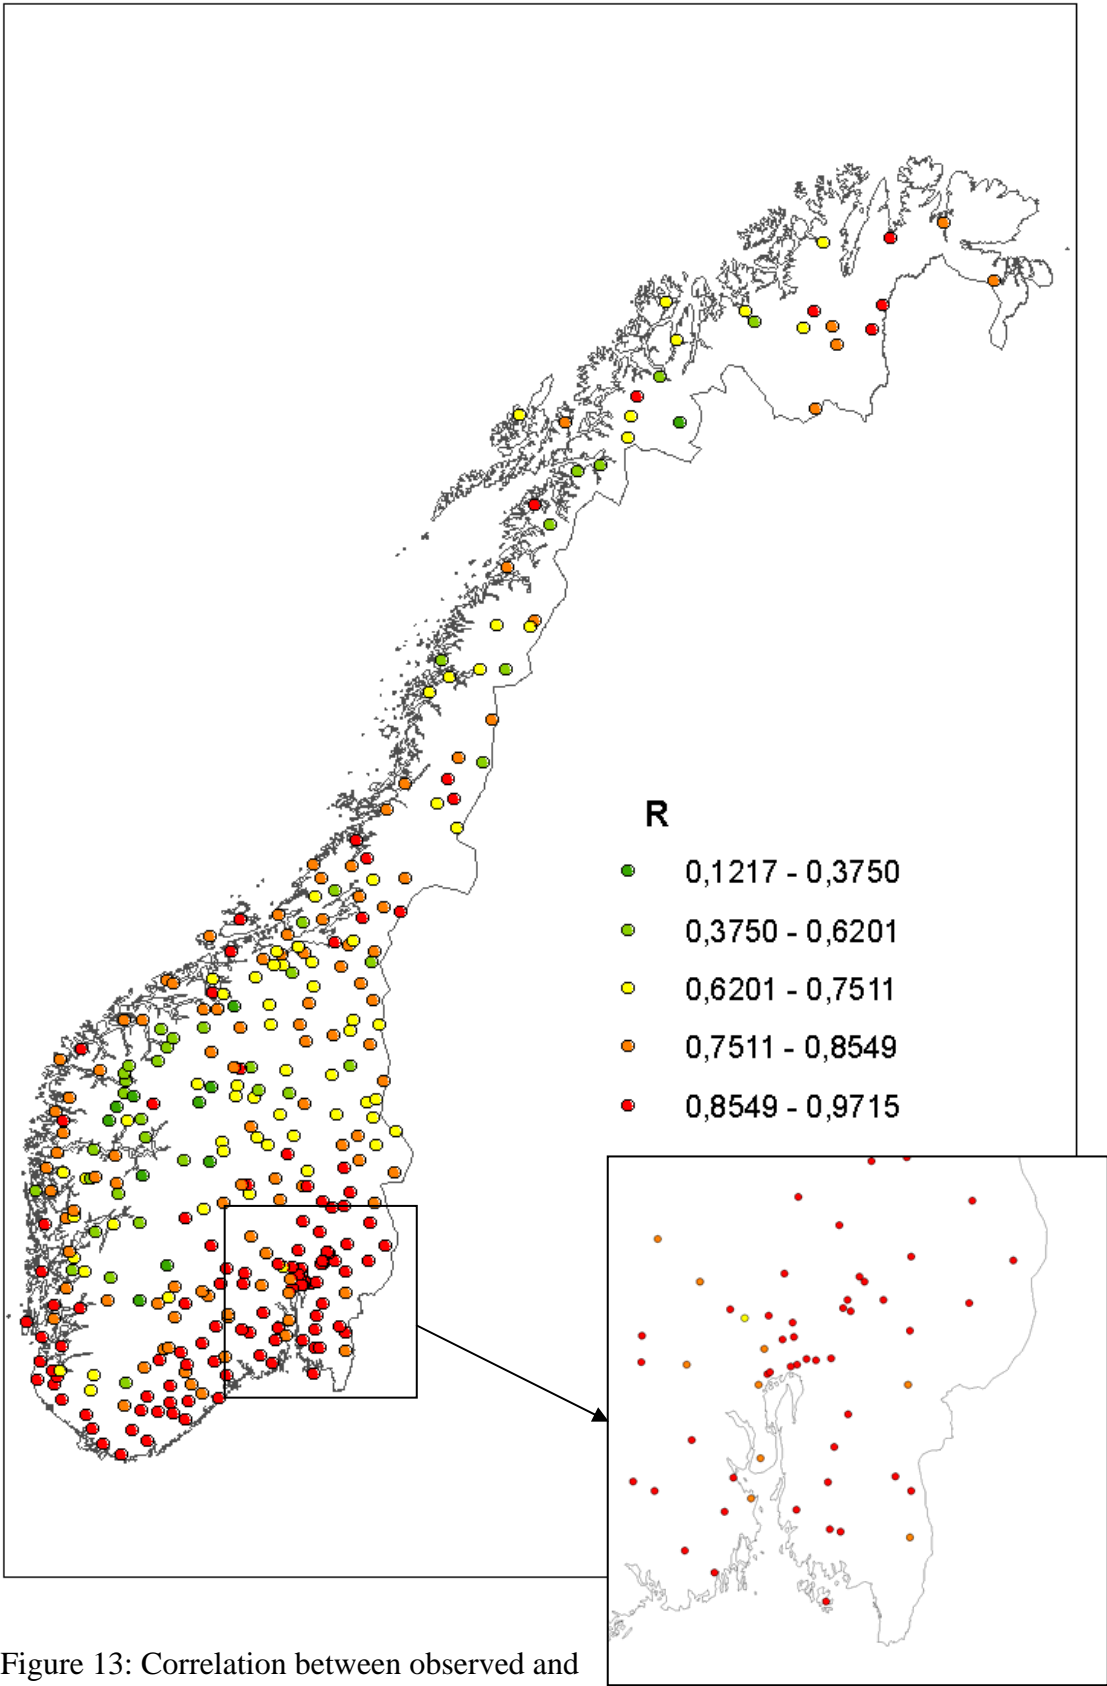 R
0,1217 - 0,3750
0,3750 - 0,6201
0,6201 - 0,7511
0,7511 - 0,8549
0,8549 - 0,9715
Figure 13: Correlation between observed and